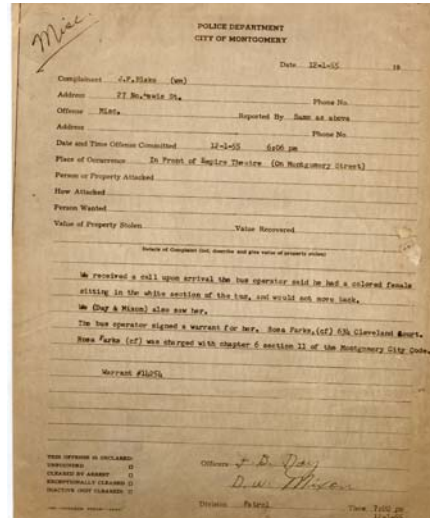 Misc.
POLICE DEPARTMENT
CITY OF MONTGOMERY
Date 12-1-55 19
Complainant J.F. Blake (wm)
Address 27 No. Lewis St. Phone No.
Offense Misc. Reported By Same as above
Address Phone No.
Date and Time Offense Committed 12-1-55 6:06 pm
Place of Occurrence In Front of Empire Theatre (On Montgomery Street)
Person or Property Attacked
How Attacked
Person Wanted
Value of Property Stolen Value Recovered
Details of Complaint (list, describe and give value of property stolen)
We received a call upon arrival the bus operator said he had a colored female
sitting in the white section of the bus, and would not move back.
We (Day & Mixon) also saw her.
The bus operator signed a warrant for her. Rosa Parks, (cf) 634 Cleveland Court.
Rosa Parks (cf) was charged with chapter 6 section 11 of the Montgomery City Code.
Warrant #14254
THIS OFFENSE IS DECLARED:
UNFOUNDED
CLEARED BY ARREST
EXCEPTIONALLY CLEARED
INACTIVE (NOT CLEARED)
Officers F. B. Day
D. W. Mixon
Division Patrol Time 7:00 pm